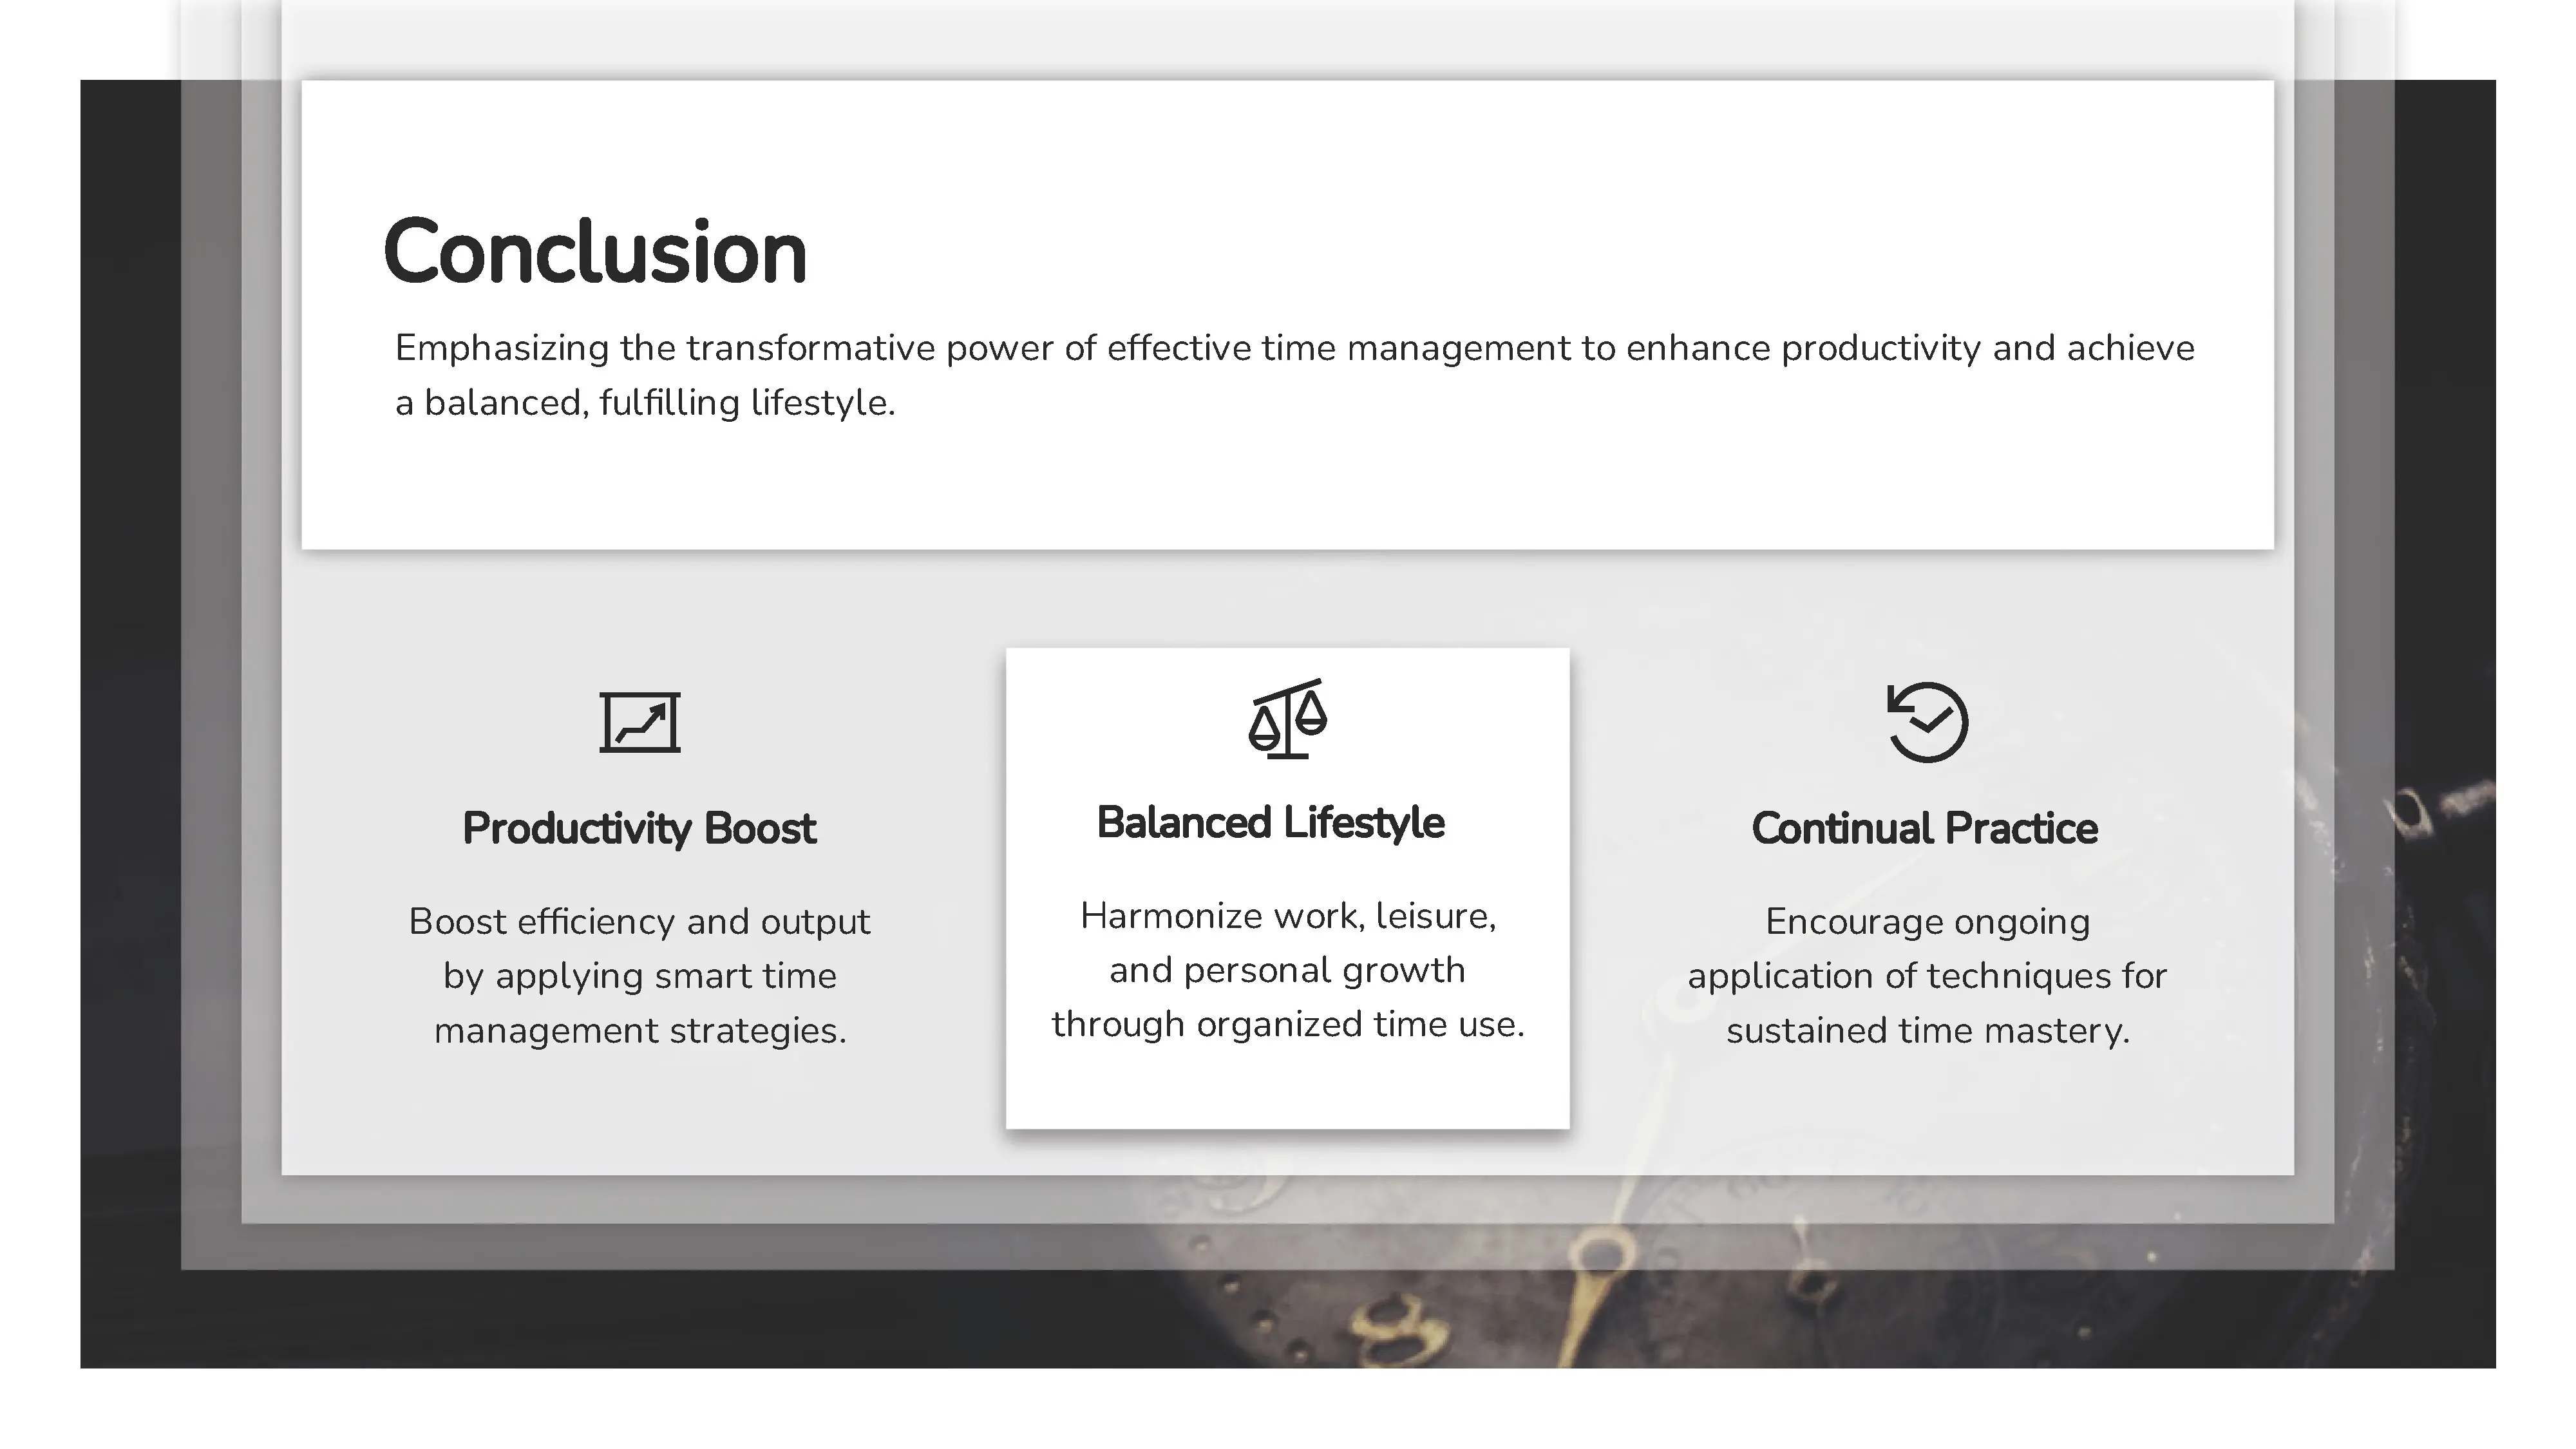 Conclusion
Emphasizing the transformative power of effective time management to enhance productivity and achieve
a balanced, fulfilling lifestyle.
Productivity Boost
Boost efficiency and output
by applying smart time
management strategies.
Balanced Lifestyle
Harmonize work, leisure,
and personal growth
through organized time use.
Continual Practice
Encourage ongoing
application of techniques for
sustained time mastery.
8